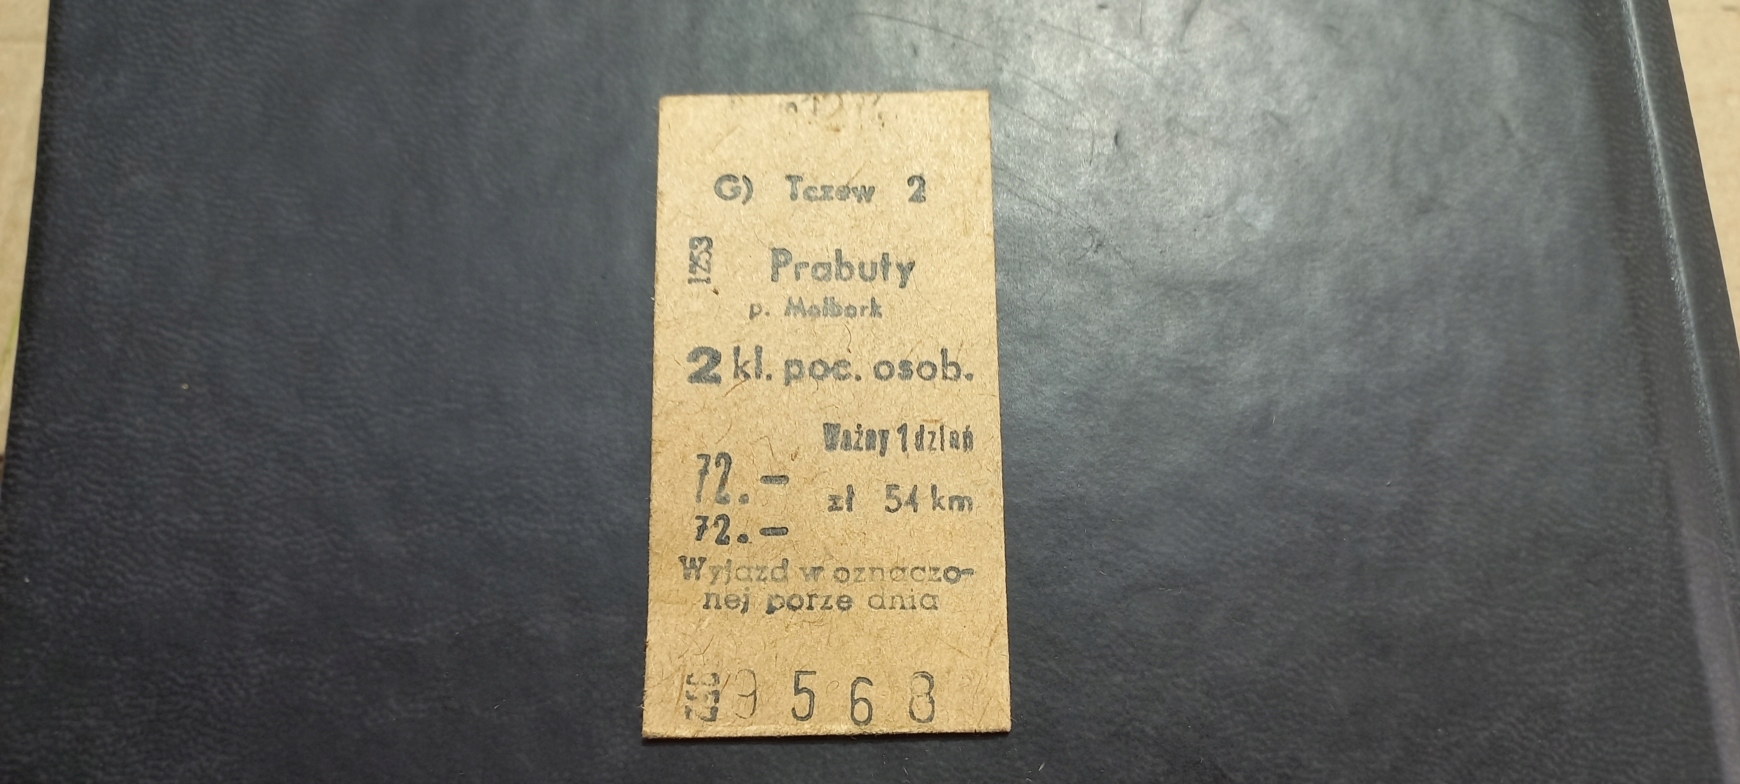 G) Tczew 2
1253
Prabuty
p. Malbork
2 kl. poc. osob.
Ważny 1 dzień
72.–
zł 54 km
72.–
Wyjazd w oznaczo-
nej porze dnia
9568